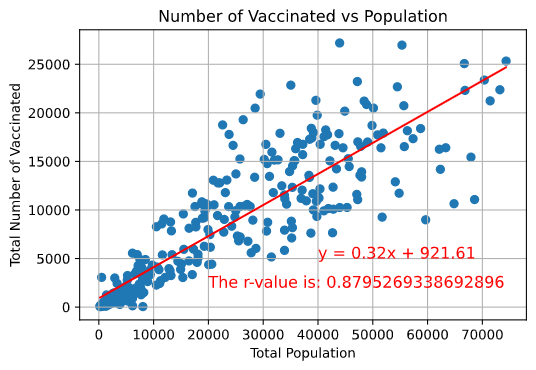 Number of Vaccinated vs Population
Total Number of Vaccinated
25000
20000
15000
10000
5000
0
y = 0.32x + 921.61
The r-value is: 0.8795269338692896
0 10000 20000 30000 40000 50000 60000 70000
Total Population